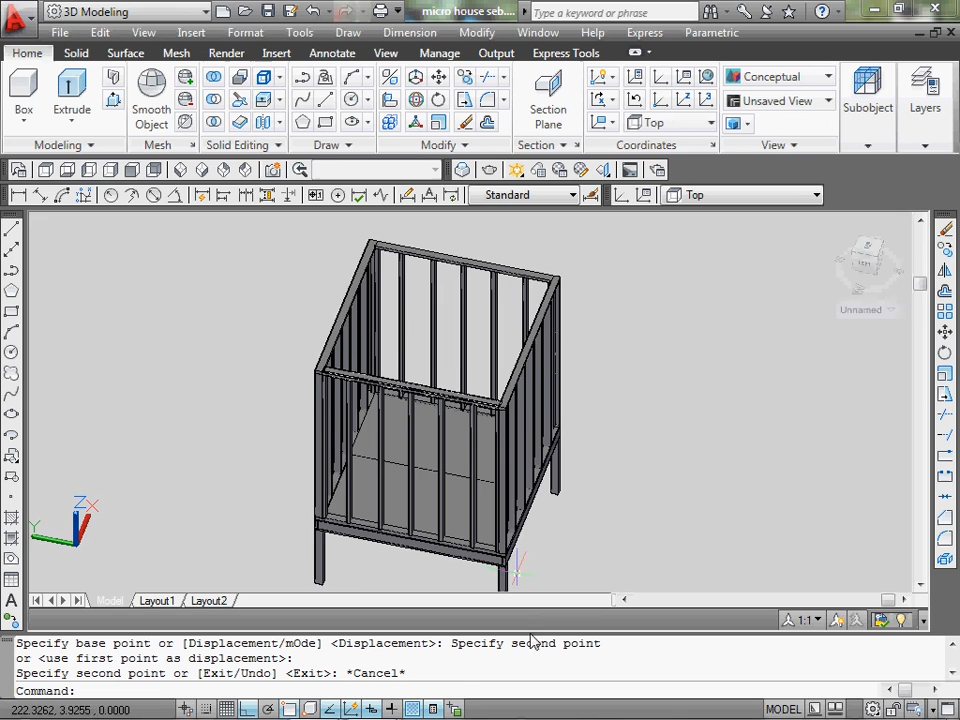 3D Modeling
micro house seb....
Type a keyword or phrase
File Edit View Insert Format Tools Draw Dimension Modify Window Help Express Parametric
Home Solid Surface Mesh Render Insert Annotate View Manage Output Express Tools
Box
Extrude
Smooth
Object
Section
Plane
Top
Conceptual
Unsaved View
Subobject
Layers
Modeling
Mesh
Solid Editing
Draw
Modify
Section
Coordinates
View
Standard
Top
Unnamed
Z
X
Y
Model Layout1 Layout2
1:1
Specify base point or [Displacement/mOde] <Displacement>: Specify second point
or <use first point as displacement>:
Specify second point or [Exit/Undo] <Exit>: *Cancel*
Command:
222.3262, 3.9255, 0.0000
MODEL